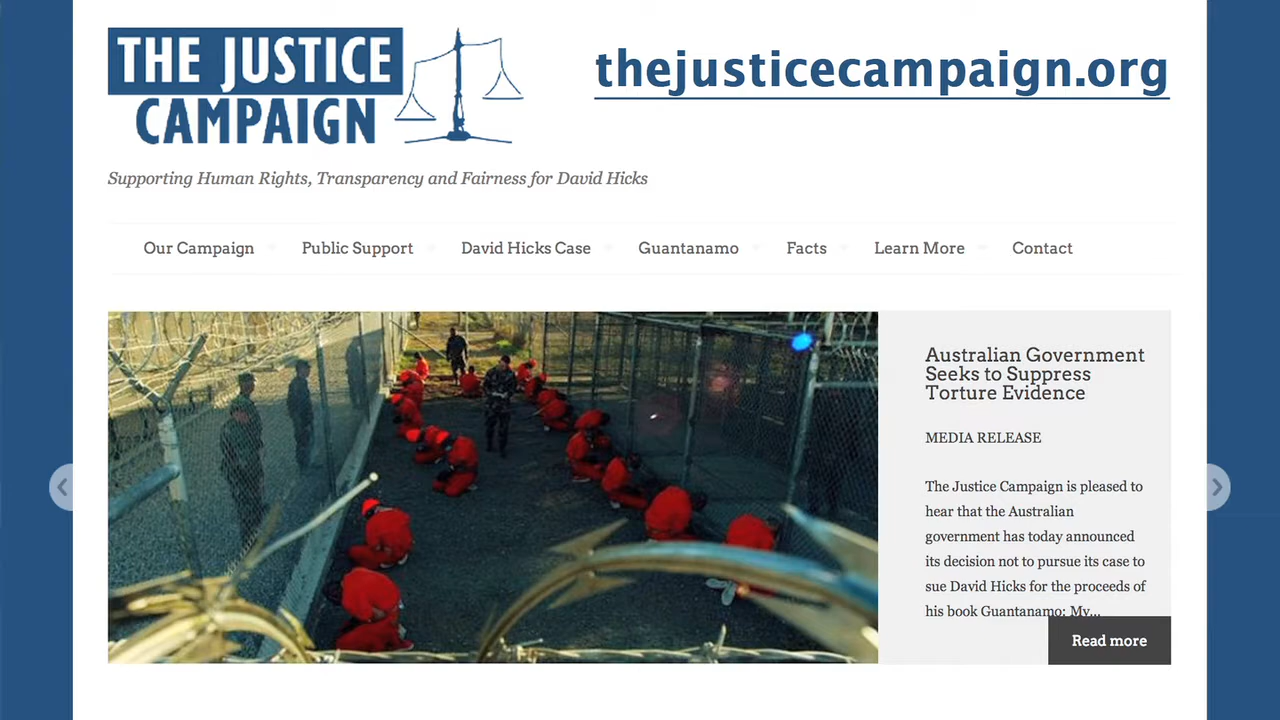 THE JUSTICE
CAMPAIGN
thejusticecampaign.org
Supporting Human Rights, Transparency and Fairness for David Hicks
Our Campaign Public Support David Hicks Case Guantanamo Facts Learn More Contact
Australian Government
Seeks to Suppress
Torture Evidence
MEDIA RELEASE
The Justice Campaign is pleased to
hear that the Australian
government has today announced
its decision not to pursue its case to
sue David Hicks for the proceeds of
his book Guantanamo: My...
Read more